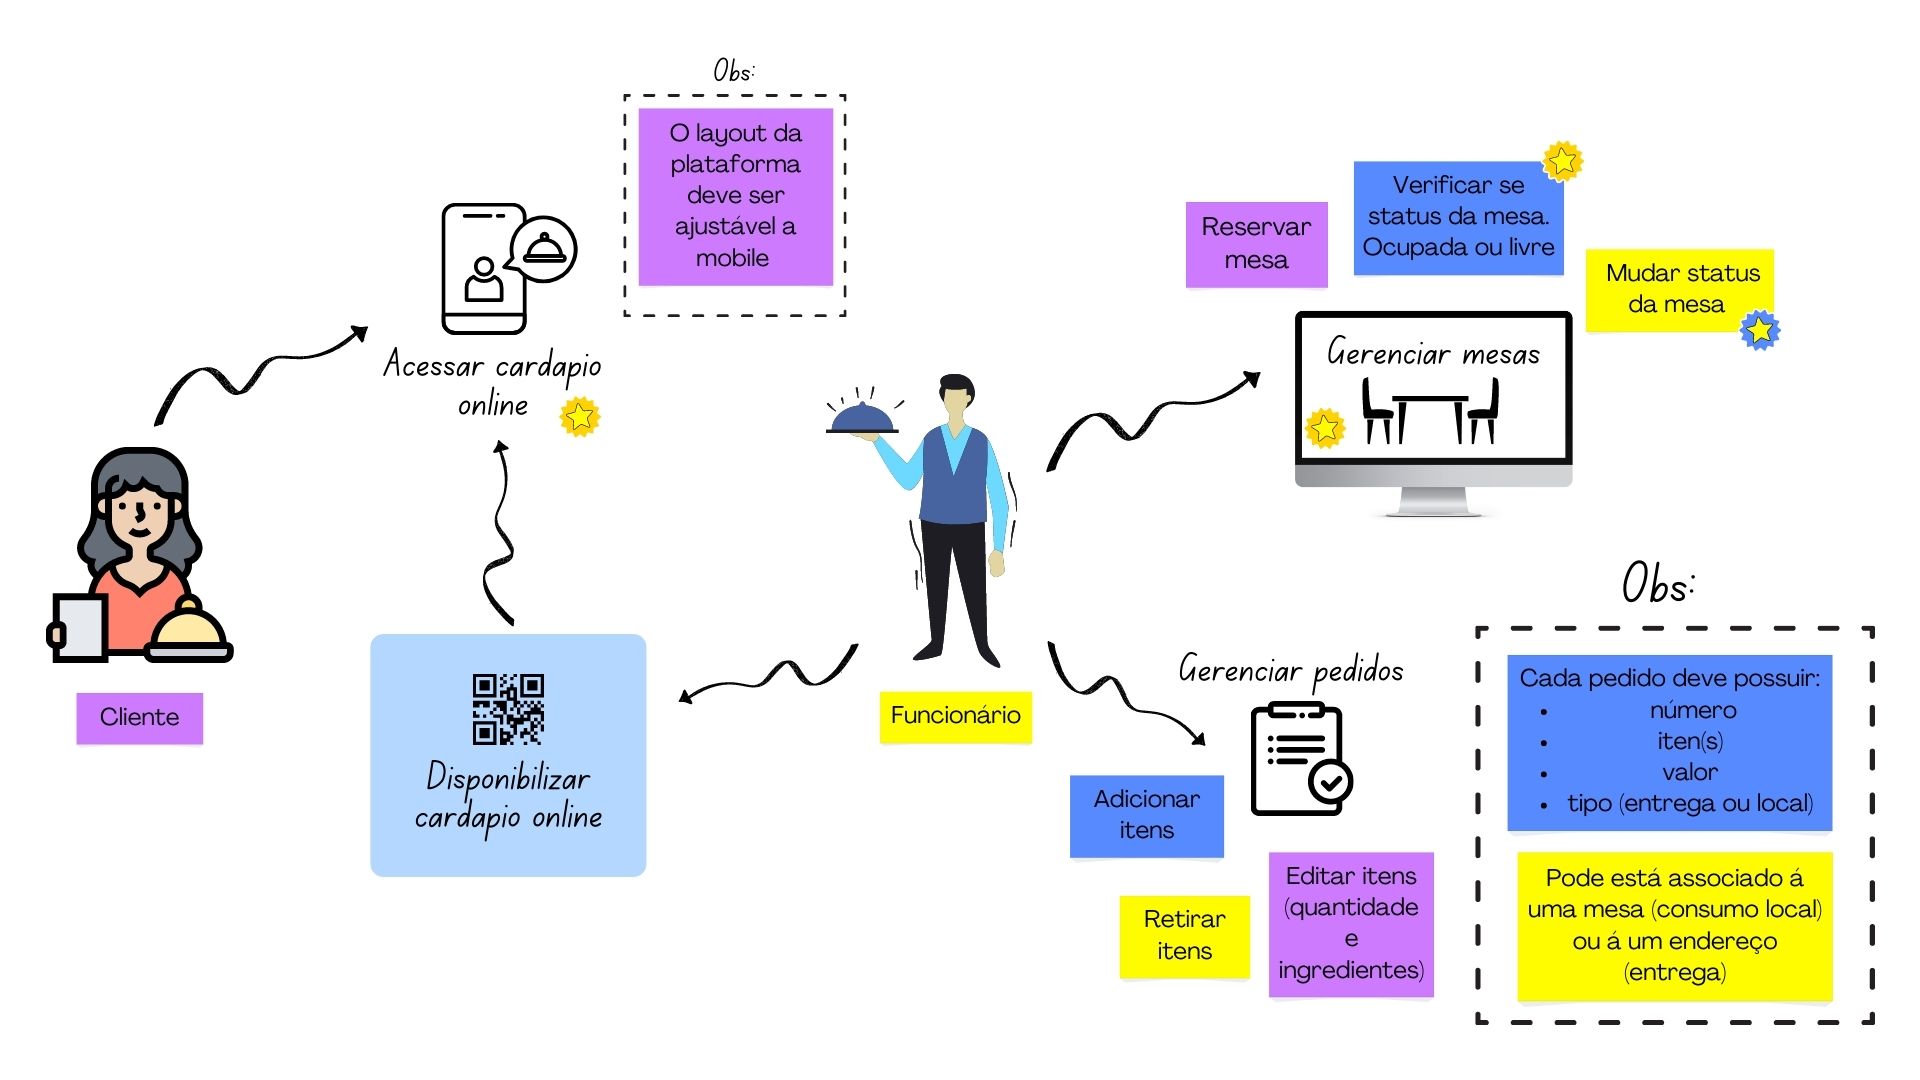 Obs:
O layout da
plataforma
deve ser
ajustável a
mobile
Acessar cardapio
online
Cliente
Disponibilizar
cardapio online
Funcionário
Reservar
mesa
Verificar se
status da mesa.
Ocupada ou livre
Mudar status
da mesa
Gerenciar mesas
Gerenciar pedidos
Adicionar
itens
Retirar
itens
Editar itens
(quantidade
e
ingredientes)
Obs:
Cada pedido deve possuir:
• número
• iten(s)
• valor
• tipo (entrega ou local)
Pode está associado á
uma mesa (consumo local)
ou á um endereço
(entrega)